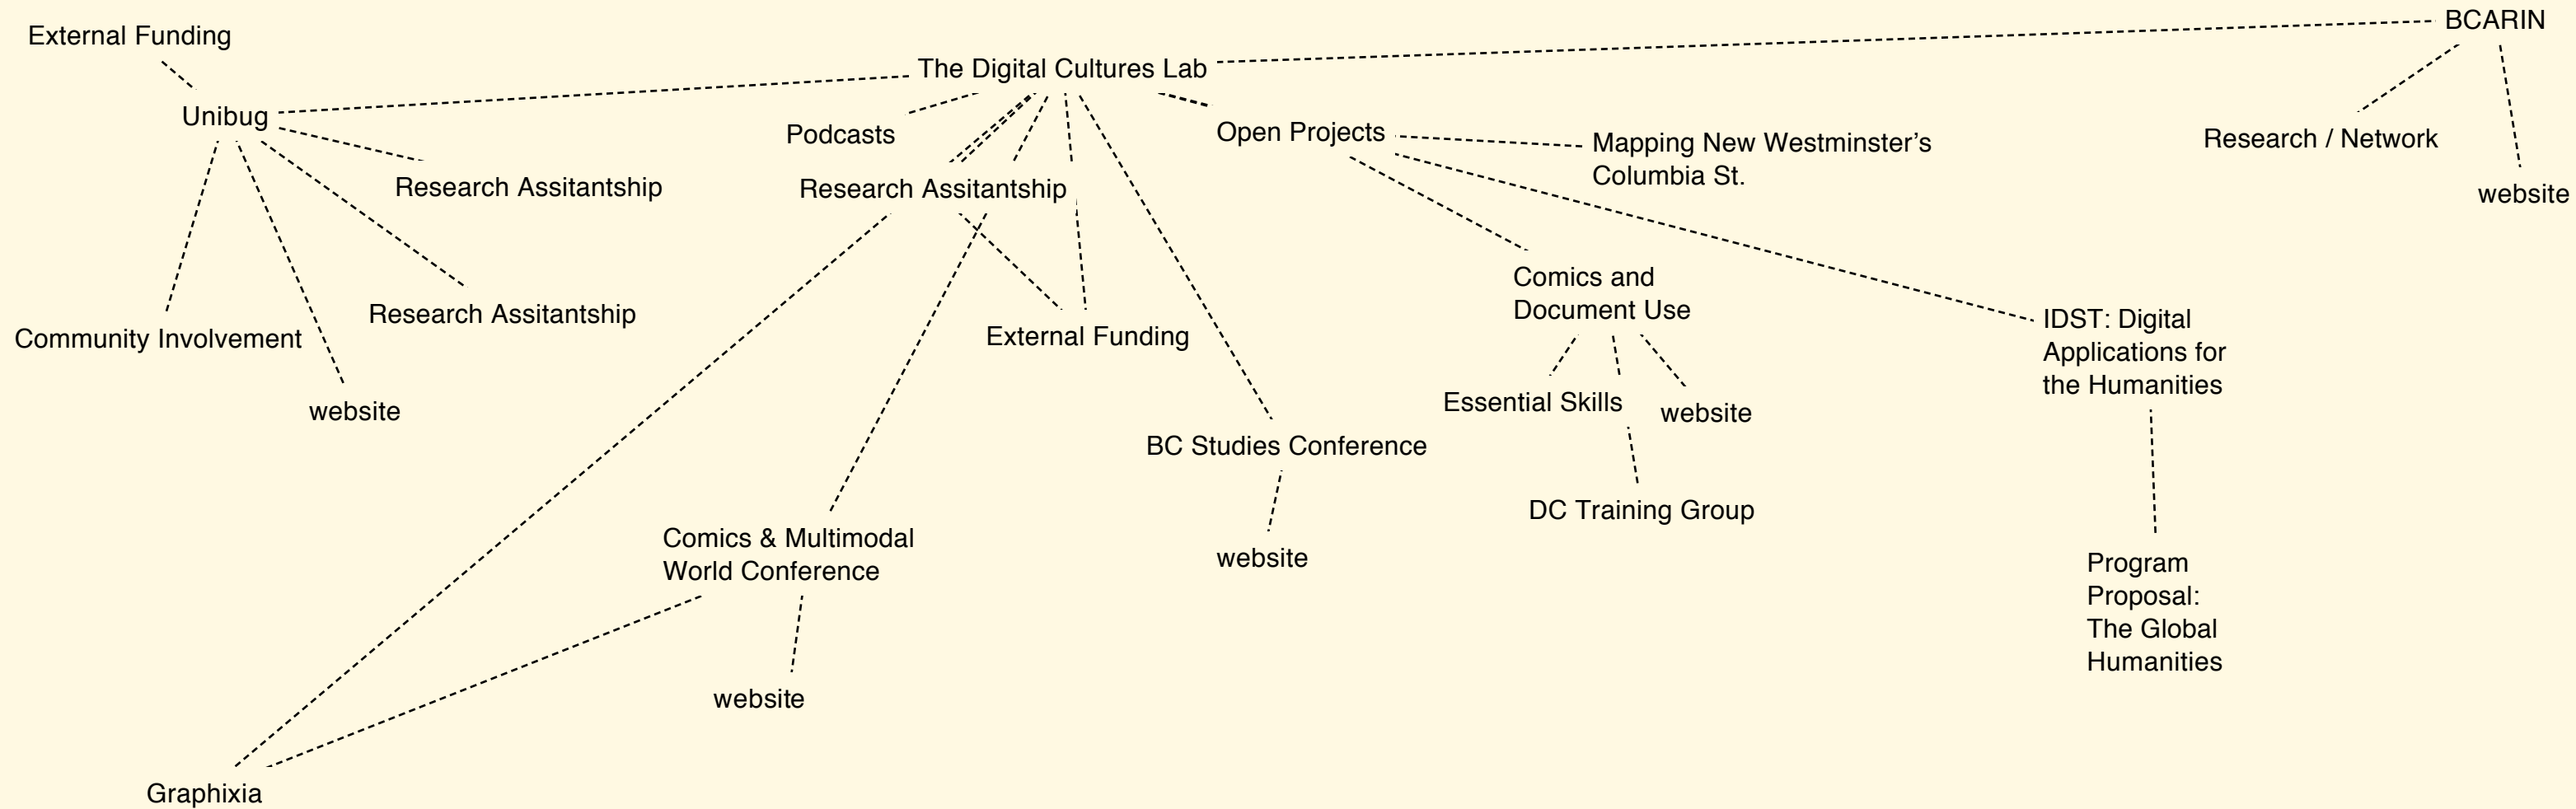 External Funding
BCARIN
The Digital Cultures Lab
Unibug
Podcasts
Open Projects
Mapping New Westminster’s
Columbia St.
Research / Network
Research Assitantship
Research Assitantship
website
Comics and
Document Use
Research Assitantship
Community Involvement
External Funding
IDST: Digital
Applications for
the Humanities
website
Essential Skills
website
BC Studies Conference
DC Training Group
Comics & Multimodal
World Conference
website
Program
Proposal:
The Global
Humanities
website
Graphixia